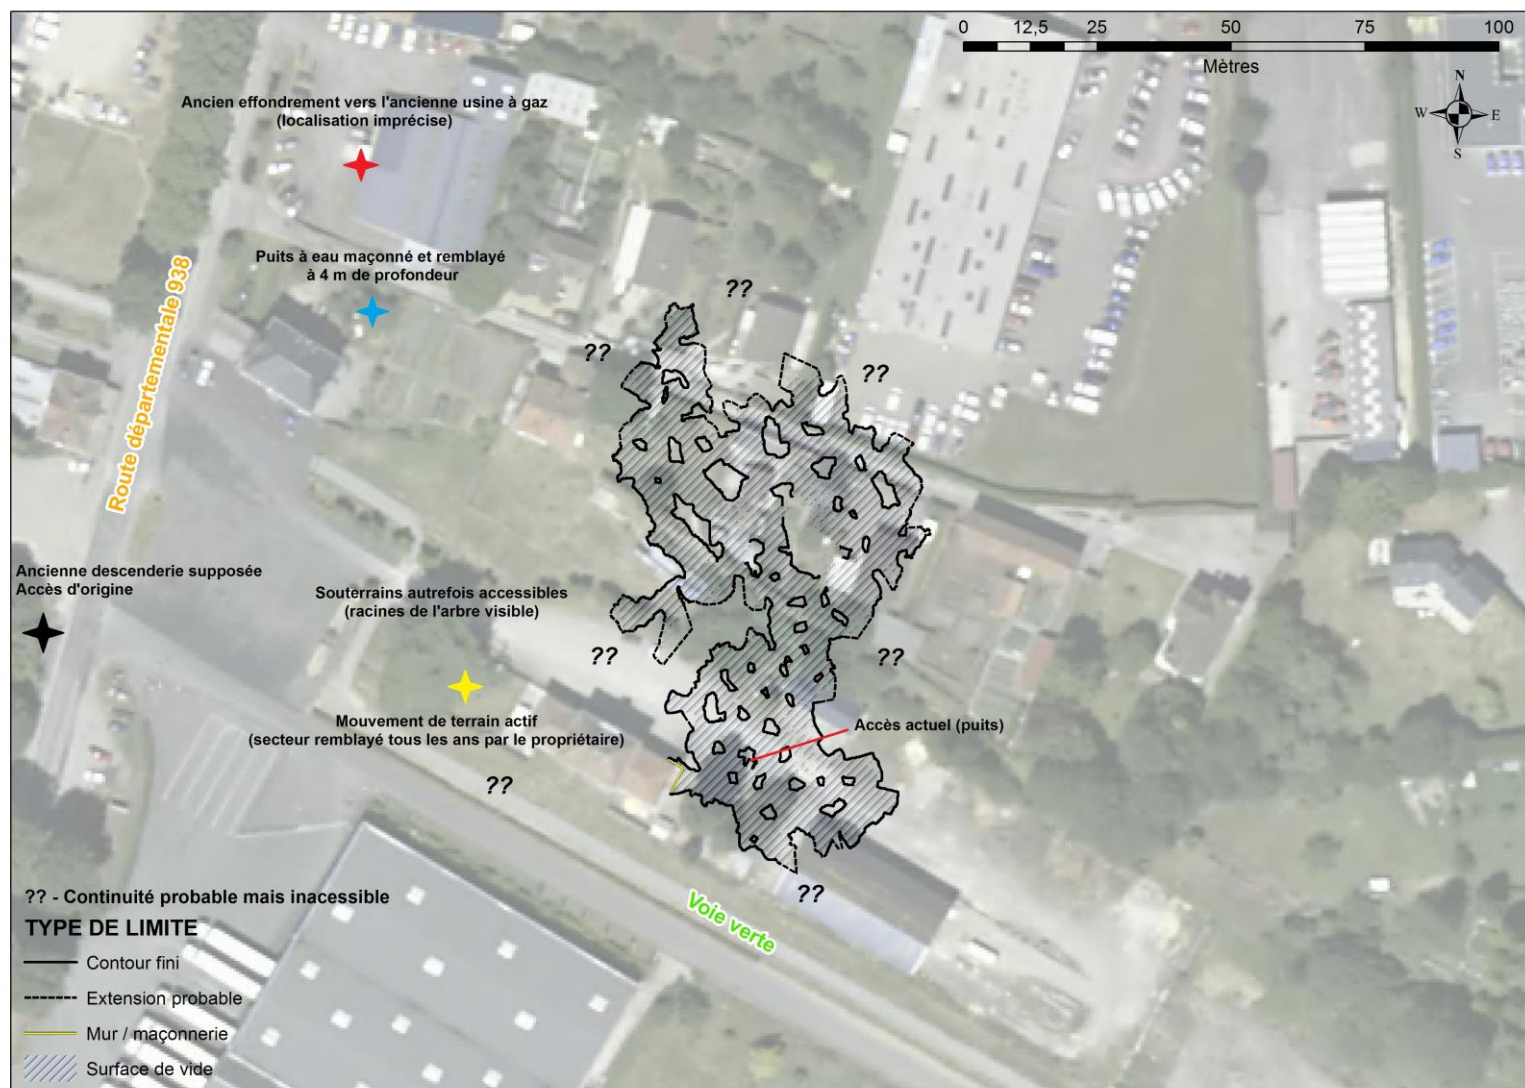 0 12,5 25 50 75 100
Mètres
N
W E
S
Ancien effondrement vers l'ancienne usine à gaz
(localisation imprécise)
Puits à eau maçonné et remblayé
à 4 m de profondeur
Route départementale 938
??
??
??
Ancienne descenderie supposée
Accès d'origine
Souterrains autrefois accessibles
(racines de l'arbre visible)
??
??
Mouvement de terrain actif
(secteur remblayé tous les ans par le propriétaire)
Accès actuel (puits)
??
??
Voie verte
?? - Continuité probable mais inacessible
TYPE DE LIMITE
Contour fini
Extension probable
Mur / maçonnerie
Surface de vide